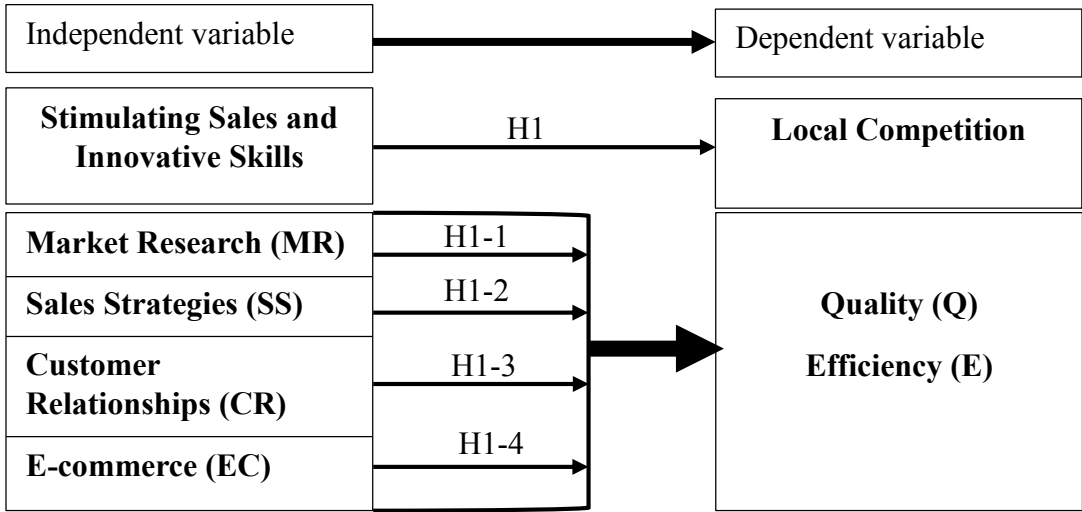 Independent variable
Dependent variable
Stimulating Sales and
Innovative Skills
H1
Local Competition
Market Research (MR)
H1-1
Sales Strategies (SS)
H1-2
Customer
Relationships (CR)
H1-3
E-commerce (EC)
H1-4
Quality (Q)
Efficiency (E)